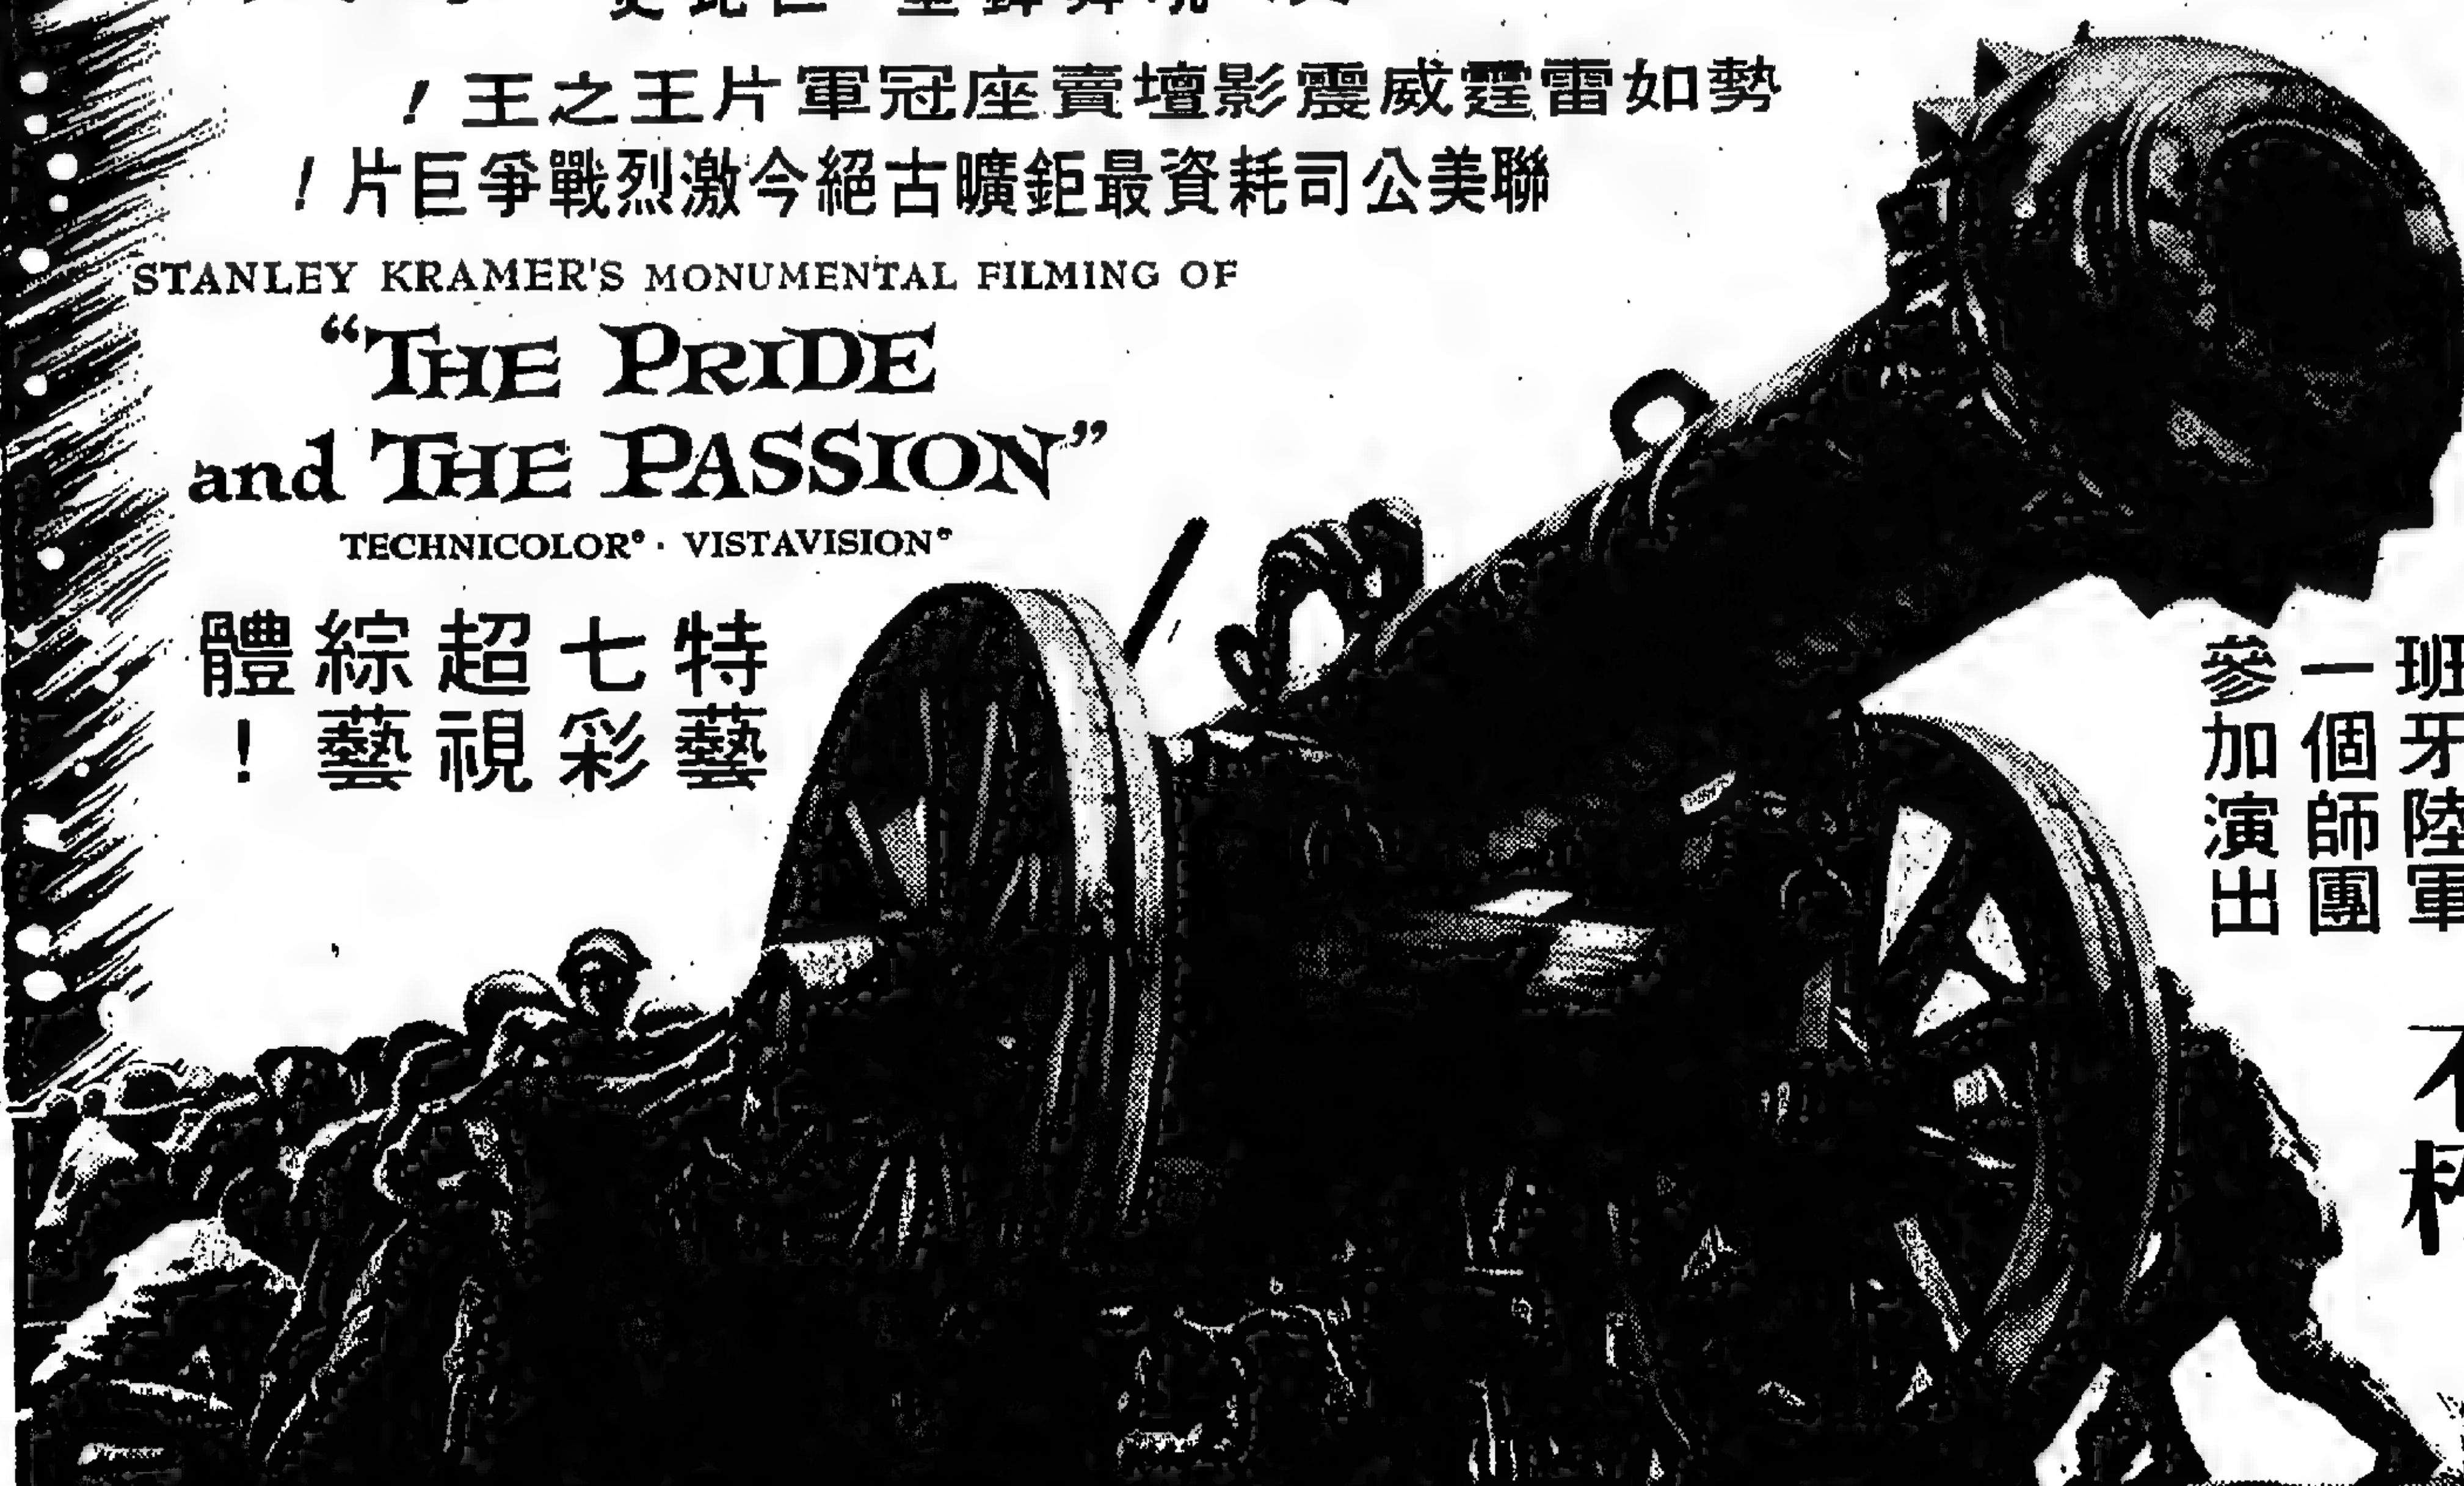 勢如雷霆威震影壇賣座冠軍片王之王！
聯美公司耗資最鉅曠古絕今激烈戰爭巨片！
STANLEY KRAMER'S MONUMENTAL FILMING OF
"THE PRIDE
and THE PASSION"
TECHNICOLOR® · VISTAVISION®
特藝
七彩
超視
綜藝
體！
班牙陸軍
一個師團
參加演出